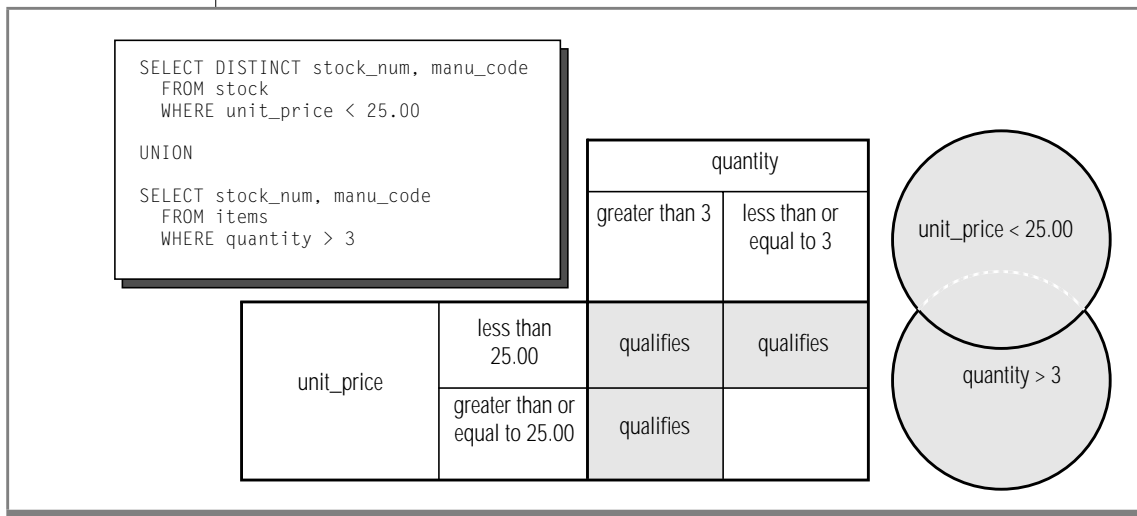 SELECT DISTINCT stock_num, manu_code
FROM stock
WHERE unit_price < 25.00
UNION
SELECT stock_num, manu_code
FROM items
WHERE quantity > 3
quantity
greater than 3
less than or
equal to 3
unit_price
less than
25.00
qualifies
qualifies
greater than or
equal to 25.00
qualifies
unit_price < 25.00
quantity > 3